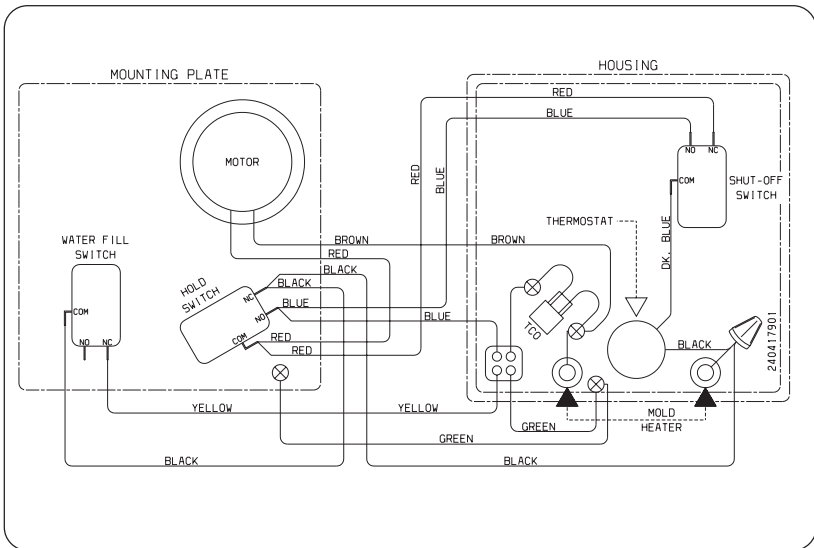 MOUNTING PLATE
HOUSING
RED
BLUE
MOTOR
RED
BLUE
NO
NC
COM
SHUT-OFF
SWITCH
THERMOSTAT
DK. BLUE
WATER FILL
SWITCH
BROWN
BROWN
RED
BLACK
HOLD
SWITCH
NC
BLACK
BLUE
NO
BLUE
COM
RED
RED
COM
NO
NC
TCO
BLACK
240417901
YELLOW
YELLOW
GREEN
MOLD
HEATER
GREEN
BLACK
BLACK